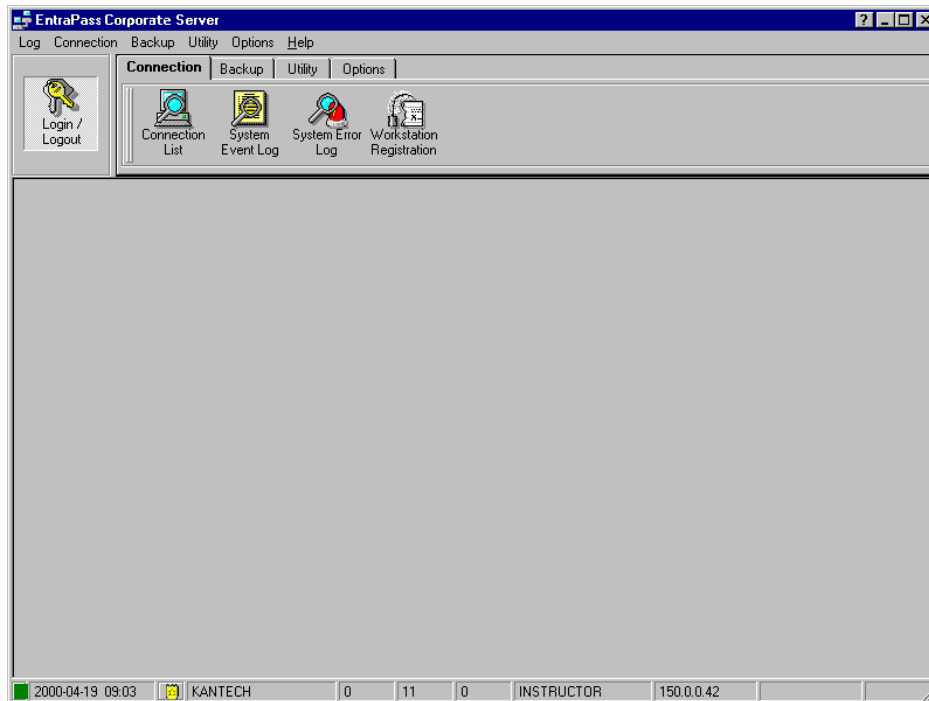 EntraPass Corporate Server
Log Connection Backup Utility Options Help
Connection Backup Utility Options
Login / Logout
Connection List
System Event Log
System Error Log
Workstation Registration
2000-04-19 09:03 KANTECH 0 11 0 INSTRUCTOR 150.0.0.42